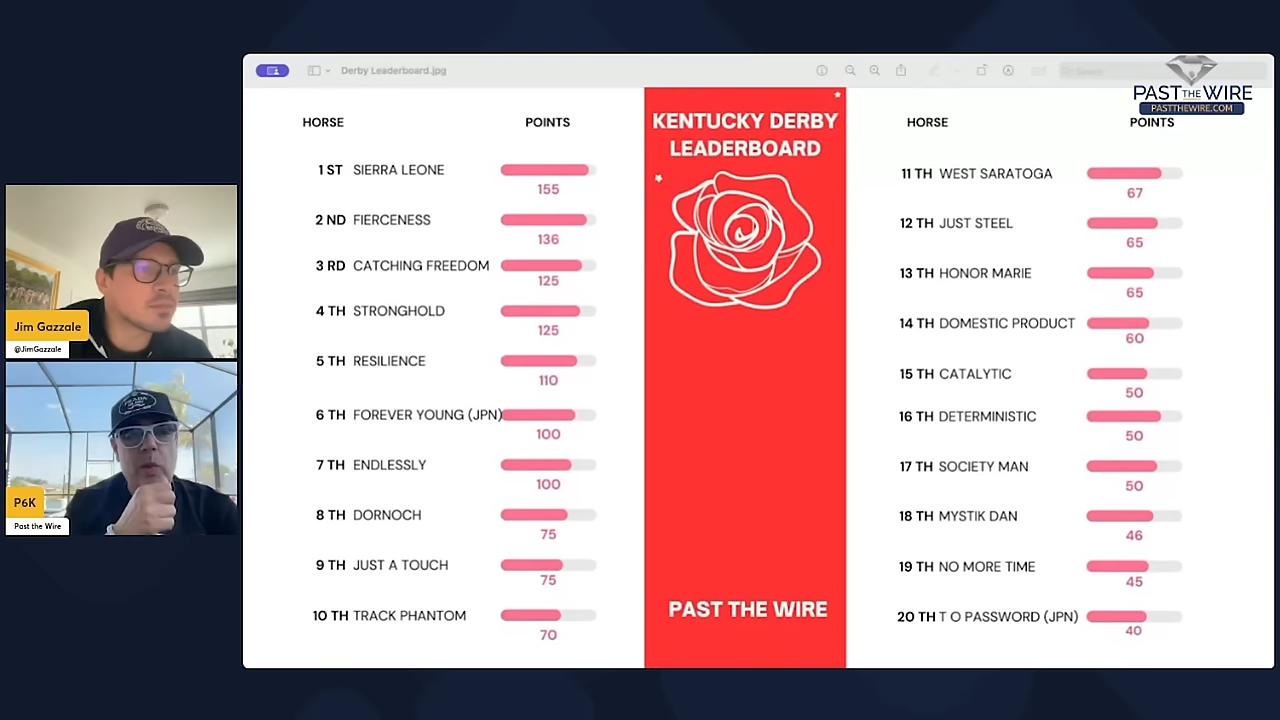 Derby Leaderboard.jpg
PAST THE WIRE
PASTTHEWIRE.COM
HORSE POINTS
1 ST SIERRA LEONE
155
2 ND FIERCENESS
136
3 RD CATCHING FREEDOM
125
4 TH STRONGHOLD
125
5 TH RESILIENCE
110
6 TH FOREVER YOUNG (JPN)
100
7 TH ENDLESSLY
100
8 TH DORNOCH
75
9 TH JUST A TOUCH
75
10 TH TRACK PHANTOM
70
KENTUCKY DERBY
LEADERBOARD
PAST THE WIRE
HORSE POINTS
11 TH WEST SARATOGA
67
12 TH JUST STEEL
65
13 TH HONOR MARIE
65
14 TH DOMESTIC PRODUCT
60
15 TH CATALYTIC
50
16 TH DETERMINISTIC
50
17 TH SOCIETY MAN
50
18 TH MYSTIK DAN
46
19 TH NO MORE TIME
45
20 TH T O PASSWORD (JPN)
40
Jim Gazzale
@JimGazzale
P6K
Past the Wire